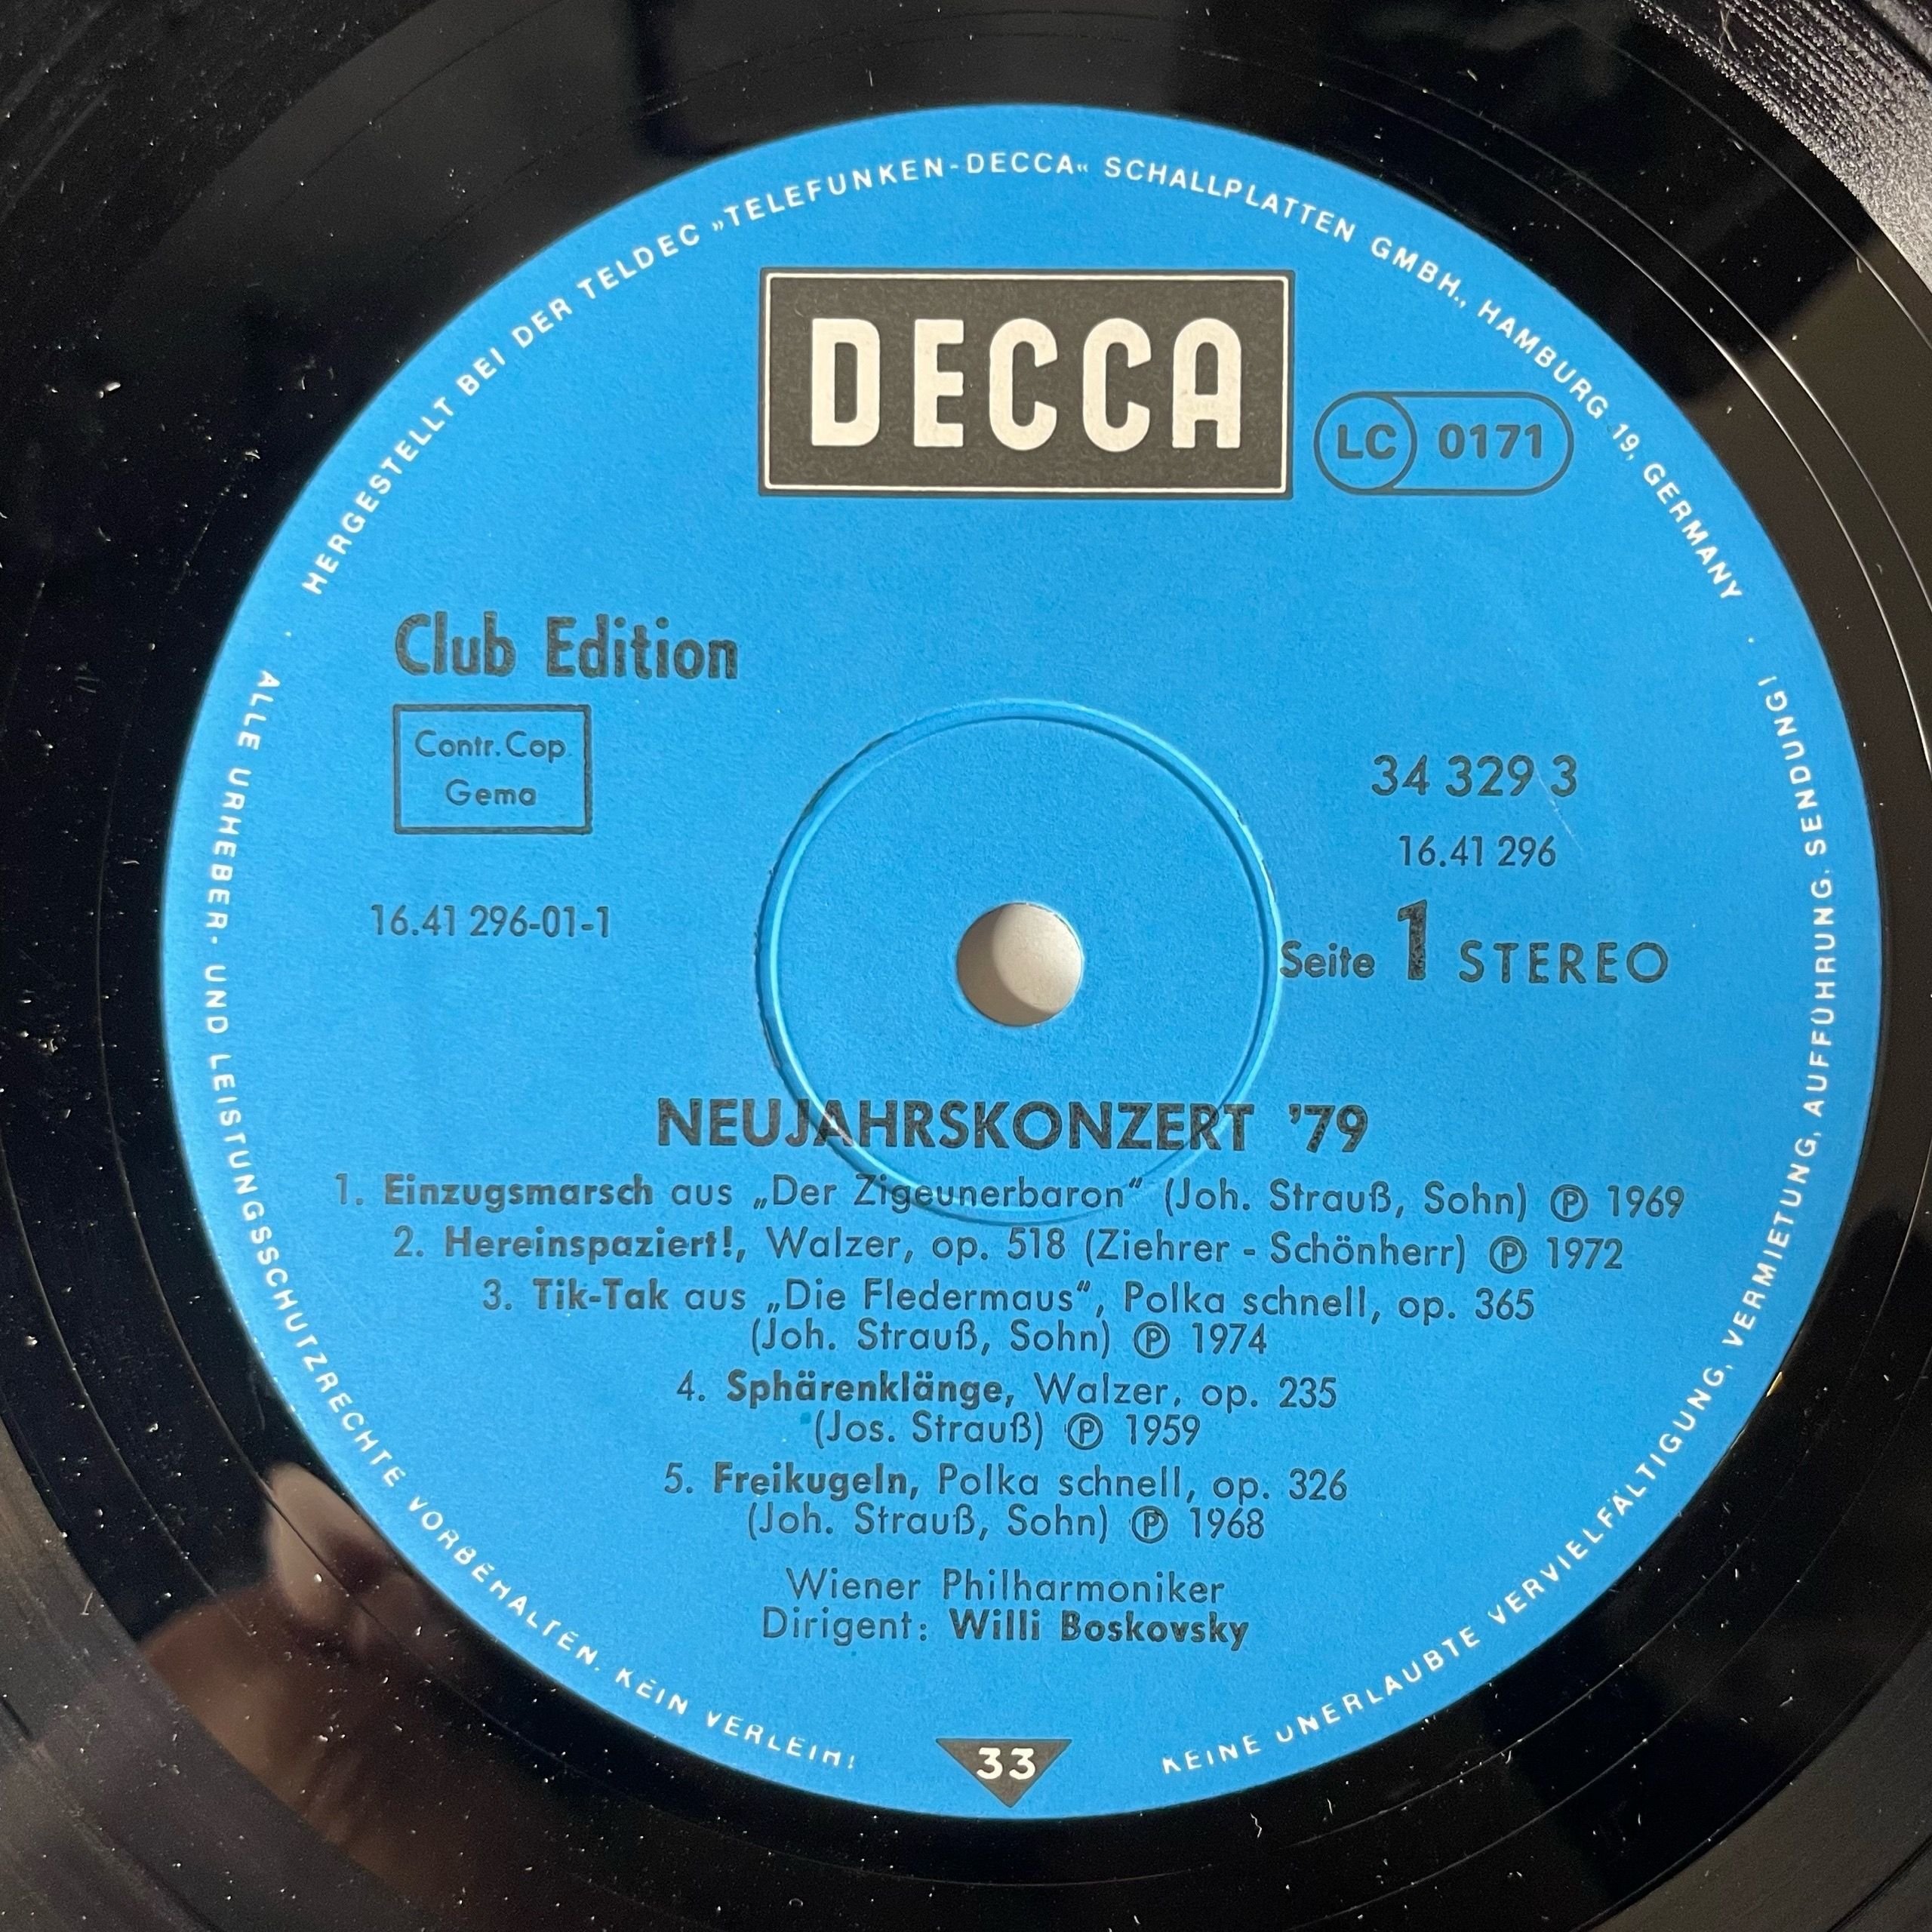 HERGESTELLT BEI DER TELDEC »TELEFUNKEN-DECCA« SCHALLPLATTEN GMBH., HAMBURG 19, GERMANY
DECCA
LC 0171
Club Edition
Contr. Cop.
Gema
34 329 3
16.41 296
16.41 296-01-1
Seite 1 STEREO
NEUJAHRSKONZERT ’79
1. Einzugsmarsch aus „Der Zigeunerbaron“ (Joh. Strauß, Sohn) ℗ 1969
2. Hereinspaziert!, Walzer, op. 518 (Ziehrer - Schönherr) ℗ 1972
3. Tik-Tak aus „Die Fledermaus“, Polka schnell, op. 365
(Joh. Strauß, Sohn) ℗ 1974
4. Sphärenklänge, Walzer, op. 235
(Jos. Strauß) ℗ 1959
5. Freikugeln, Polka schnell, op. 326
(Joh. Strauß, Sohn) ℗ 1968
Wiener Philharmoniker
Dirigent: Willi Boskovsky
33
ALLE URHEBER- UND LEISTUNGSSCHUTZRECHTE VORBEHALTEN. KEIN VERLEIH!
KEINE UNERLAUBTE VERVIELFÄLTIGUNG, VERMIETUNG, AUFFÜHRUNG, SENDUNG!